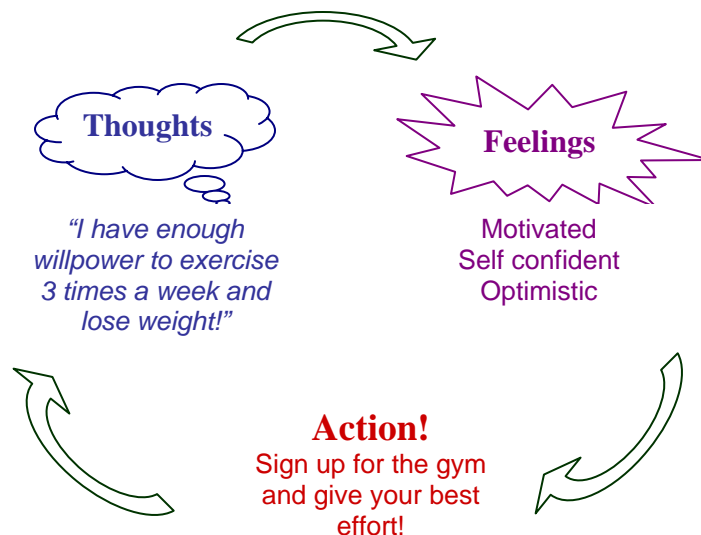 Thoughts
“I have enough
willpower to exercise
3 times a week and
lose weight!”
Feelings
Motivated
Self confident
Optimistic
Action!
Sign up for the gym
and give your best
effort!